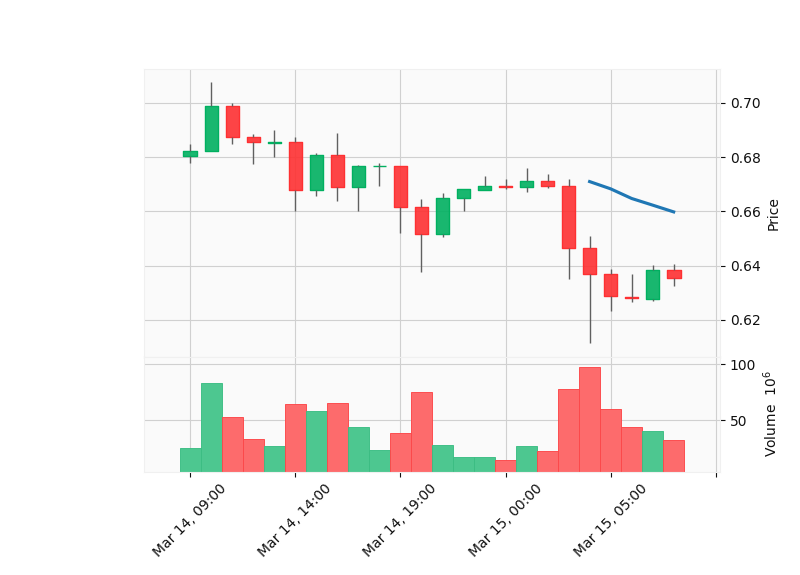 0.70
0.68
0.66
0.64
0.62
Price
100
50
Volume 10^6
Mar 14, 09:00
Mar 14, 14:00
Mar 14, 19:00
Mar 15, 00:00
Mar 15, 05:00